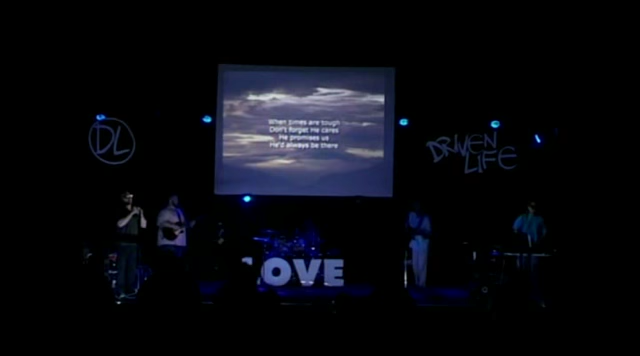 When times are tough
Don't forget He cares
He promises us
He'd always be there
DL
DRIVEN
LIFE
LOVE